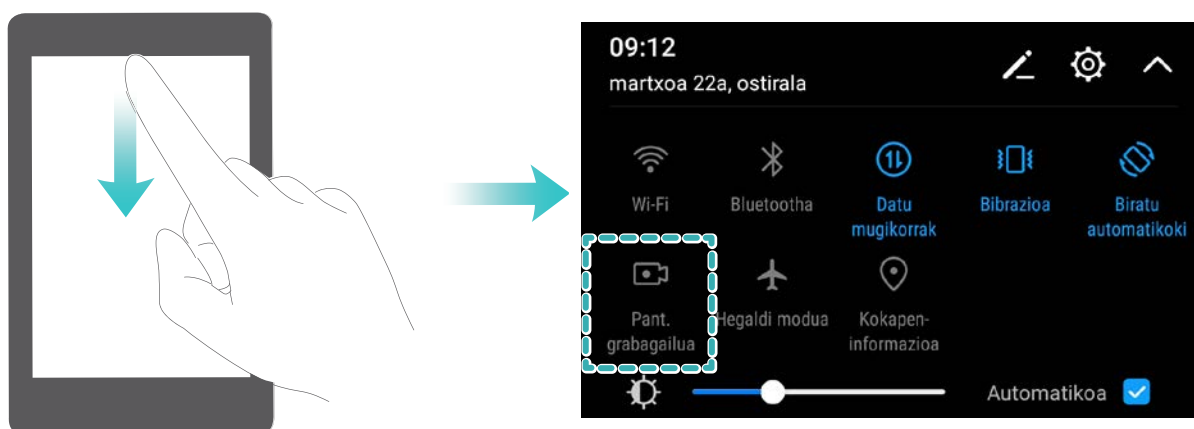 09:12
martxoa 22a, ostirala
Wi-Fi
Bluetootha
Datu
mugikorrak
Bibrazioa
Biratu
automatikoki
Pant.
grabagailua
Hegaldi modua
Kokapen-
informazioa
Automatikoa